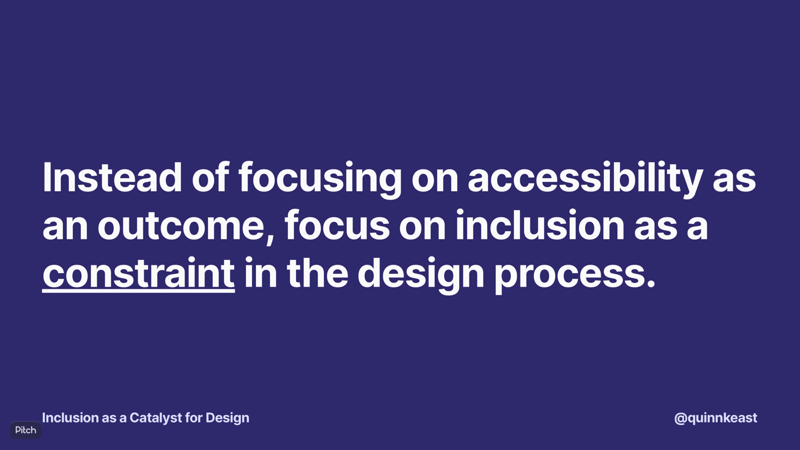 Instead of focusing on accessibility as
an outcome, focus on inclusion as a
constraint in the design process.
Inclusion as a Catalyst for Design
@quinnkeast
Pitch